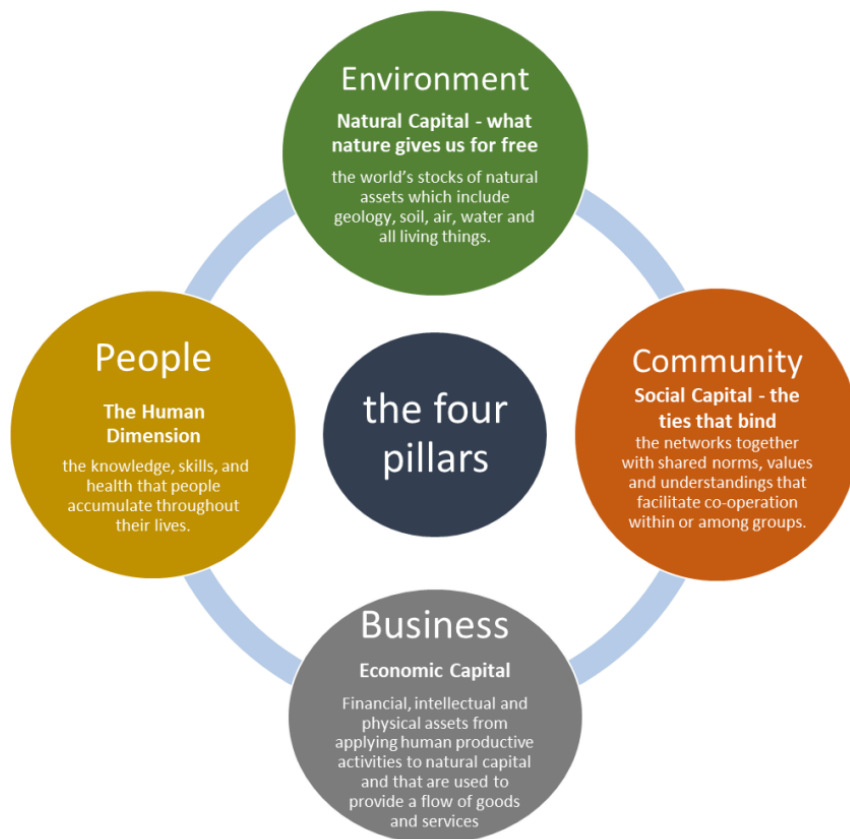 Environment
Natural Capital - what
nature gives us for free
the world’s stocks of natural
assets which include
geology, soil, air, water and
all living things.
People
The Human
Dimension
the knowledge, skills, and
health that people
accumulate throughout
their lives.
the four
pillars
Community
Social Capital - the
ties that bind
the networks together
with shared norms, values
and understandings that
facilitate co-operation
within or among groups.
Business
Economic Capital
Financial, intellectual and
physical assets from
applying human productive
activities to natural capital
and that are used to
provide a flow of goods
and services